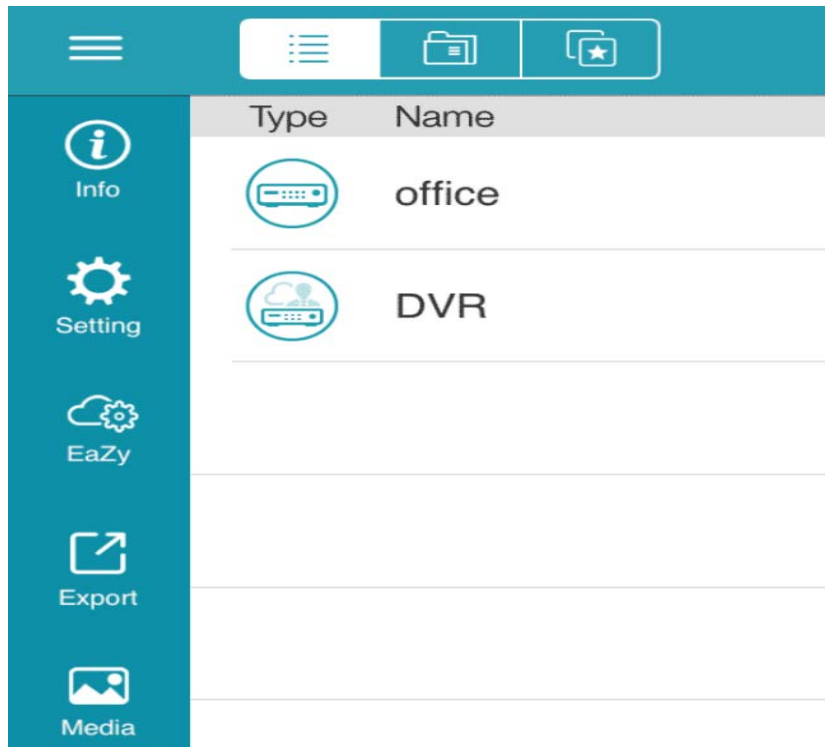 Type Name
Info
office
Setting
DVR
EaZy
Export
Media